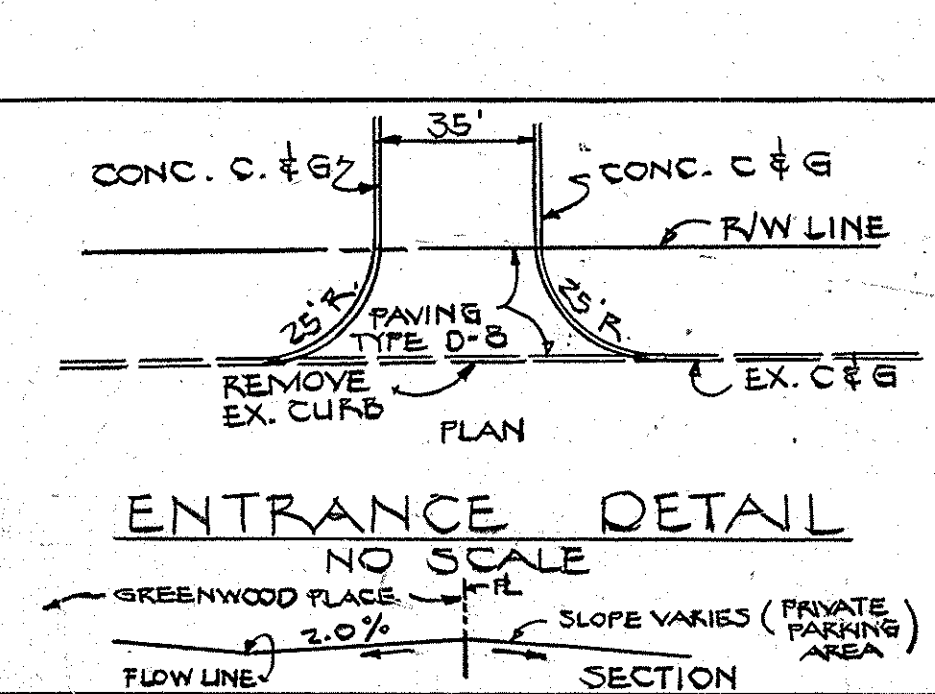 35'
CONC. C. & G
CONC. C & G
R/W LINE
25' R.
PAVING
TYPE D-8
25' R
REMOVE
EX. CURB
EX. C & G
PLAN
ENTRANCE DETAIL
NO SCALE
GREENWOOD PLACE
PL
2.0%
SLOPE VARIES (PRIVATE
PARKING
AREA)
FLOW LINE
SECTION